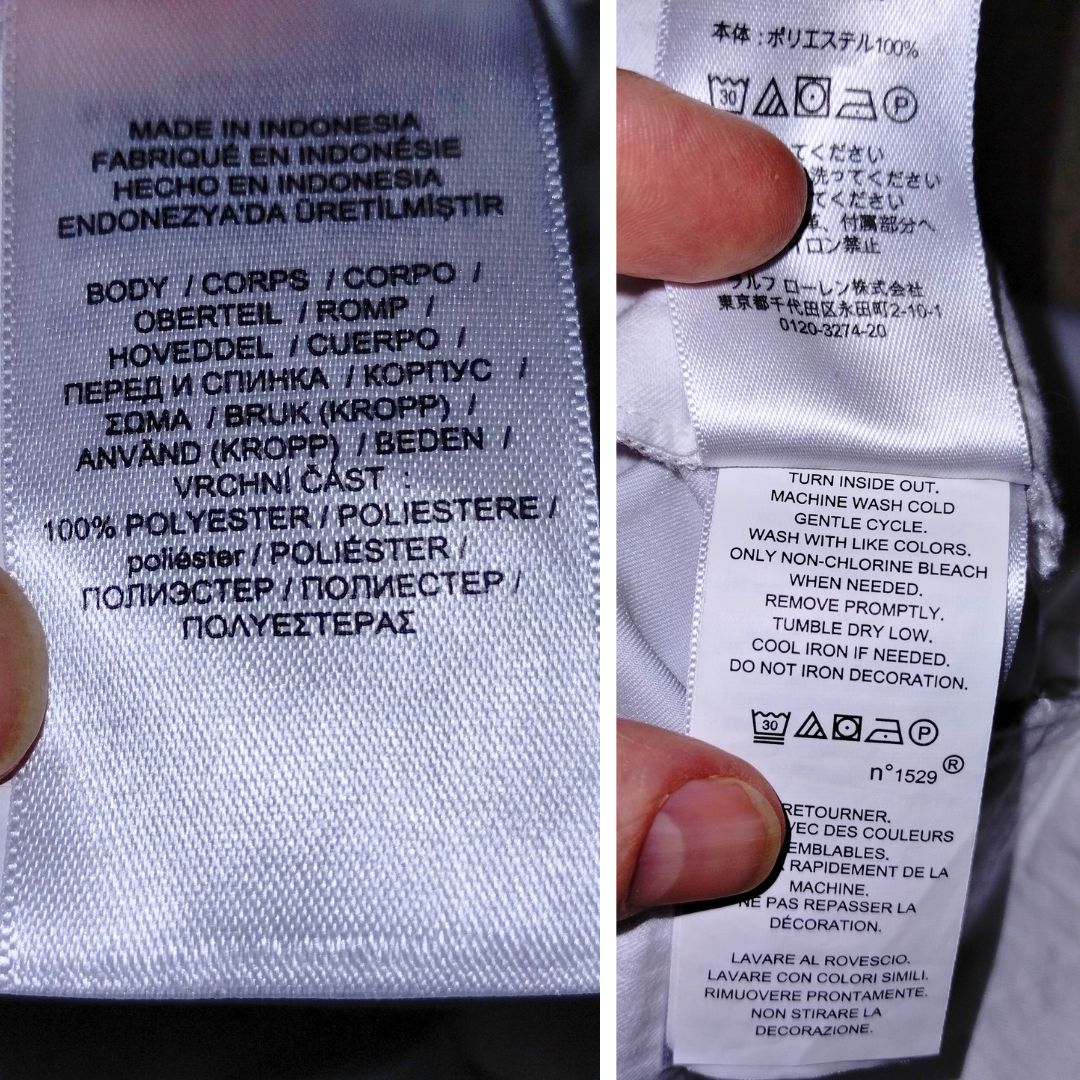 MADE IN INDONESIA
FABRIQUÉ EN INDONÉSIE
HECHO EN INDONESIA
ENDONEZYA'DA ÜRETİLMİŞTİR
BODY / CORPS / CORPO /
OBERTEIL / ROMP /
HOVEDDEL / CUERPO /
ПЕРЕД И СПИНКА / КОРПУС /
ΣΩΜΑ / BRUK (KROPP) /
ANVÄND (KROPP) / BEDEN /
VRCHNÍ ČÁST :
100% POLYESTER / POLIESTERE /
poliéster / POLIÉSTER /
ПОЛИЭСТЕР / ПОЛИЕСТЕР /
ΠΟΛΥΕΣΤΕΡΑΣ
本体 : ポリエステル100%
30 P
てください
洗ってください
ください
、付属部分へ
イロン禁止
ラルフ ローレン株式会社
東京都千代田区永田町2-10-1
0120-3274-20
TURN INSIDE OUT.
MACHINE WASH COLD
GENTLE CYCLE.
WASH WITH LIKE COLORS.
ONLY NON-CHLORINE BLEACH
WHEN NEEDED.
REMOVE PROMPTLY.
TUMBLE DRY LOW.
COOL IRON IF NEEDED.
DO NOT IRON DECORATION.
30 P
n°1529 ®
RETOURNER.
VEC DES COULEURS
EMBLABLES.
RAPIDEMENT DE LA
MACHINE.
NE PAS REPASSER LA
DÉCORATION.
LAVARE AL ROVESCIO.
LAVARE CON COLORI SIMILI.
RIMUOVERE PRONTAMENTE.
NON STIRARE LA
DECORAZIONE.